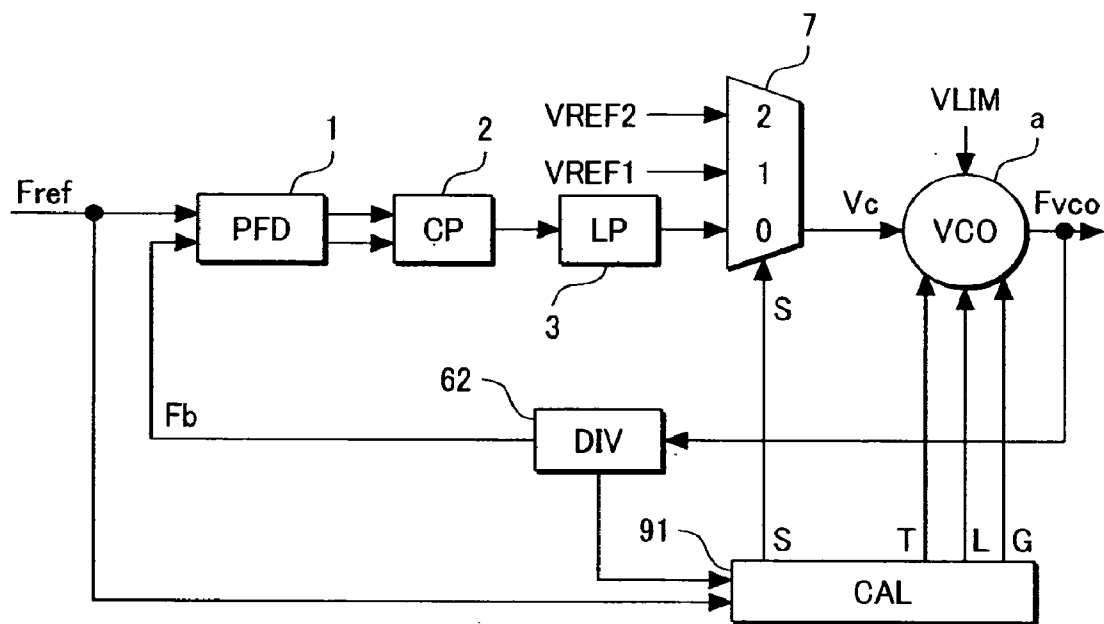 7
VLIM
VREF2
2
a
1
2
VREF1
1
Fref
Vc
Fvco
PFD
CP
LP
0
VCO
3
S
62
Fb
DIV
91
S
T
L
G
CAL